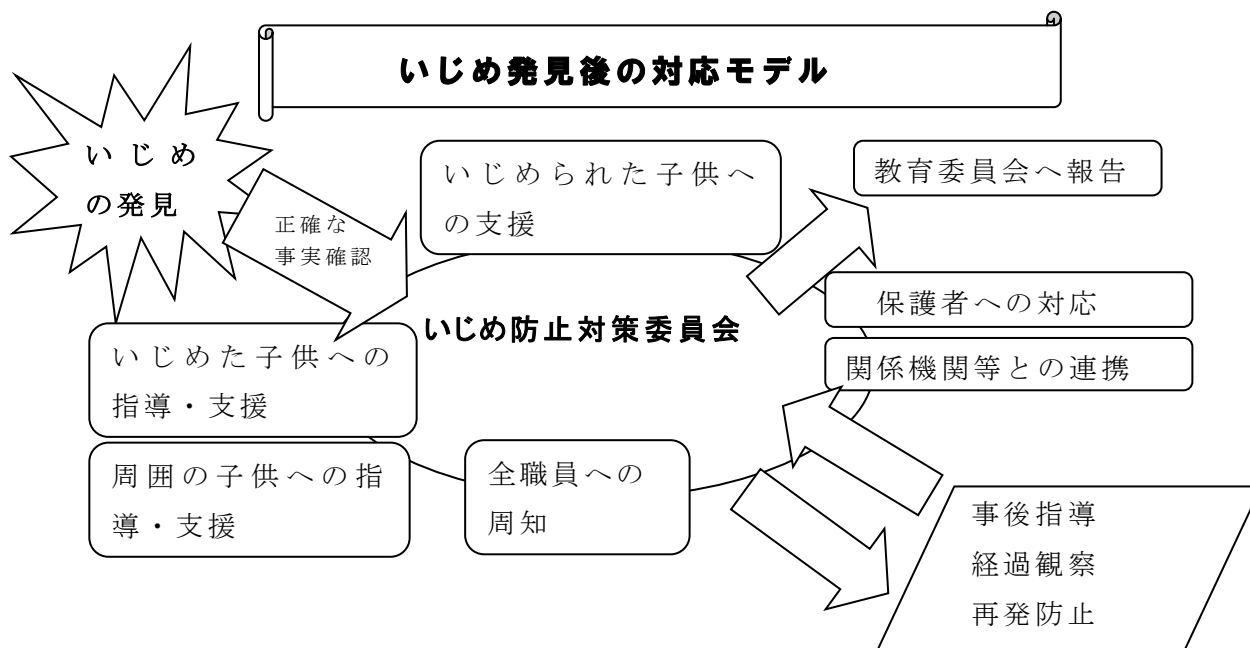 いじめ発見後の対応モデル
いじめ
の発見
正確な
事実確認
いじめられた子供へ
の支援
教育委員会へ報告
保護者への対応
関係機関等との連携
いじめ防止対策委員会
いじめた子供への
指導・支援
周囲の子供への指
導・支援
全職員への
周知
事後指導
経過観察
再発防止